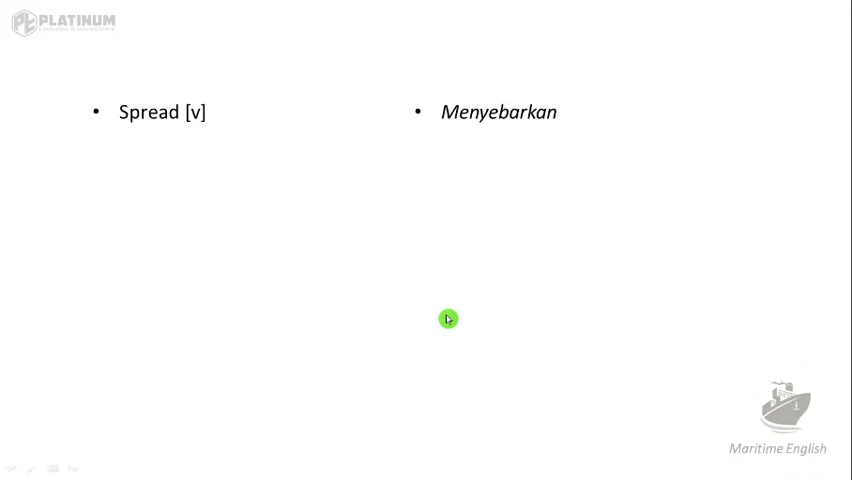 PLATINUM
• Spread [v]
• Menyebarkan
Maritime English